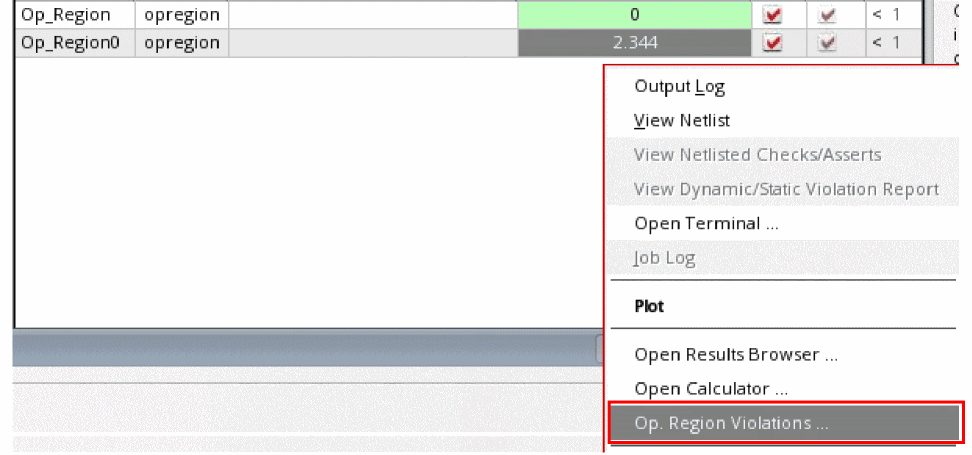 Op_Region opregion 0 < 1
Op_Region0 opregion 2.344 < 1
Output Log
View Netlist
View Netlisted Checks/Asserts
View Dynamic/Static Violation Report
Open Terminal ...
Job Log
Plot
Open Results Browser ...
Open Calculator ...
Op. Region Violations ...